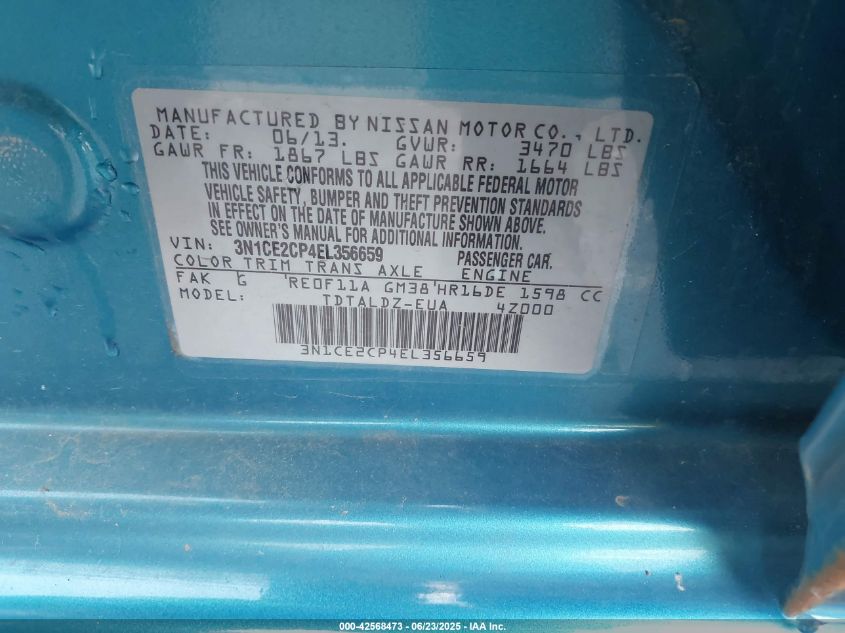 MANUFACTURED BY NISSAN MOTOR CO., LTD.
DATE: 06/13. GVWR: 3470 LBS
GAWR FR: 1867 LBS GAWR RR: 1664 LBS
THIS VEHICLE CONFORMS TO ALL APPLICABLE FEDERAL MOTOR
VEHICLE SAFETY, BUMPER AND THEFT PREVENTION STANDARDS
IN EFFECT ON THE DATE OF MANUFACTURE SHOWN ABOVE.
SEE OWNER'S MANUAL FOR ADDITIONAL INFORMATION.
VIN: 3N1CE2CP4EL356659 PASSENGER CAR.
COLOR TRIM TRANS AXLE ENGINE
FAK G RE0F11A GM38 HR16DE 1598 CC
MODEL: TDTALDZ-EUA 4Z000
3N1CE2CP4EL356659
000-42568473 - 06/23/2025 - IAA Inc.